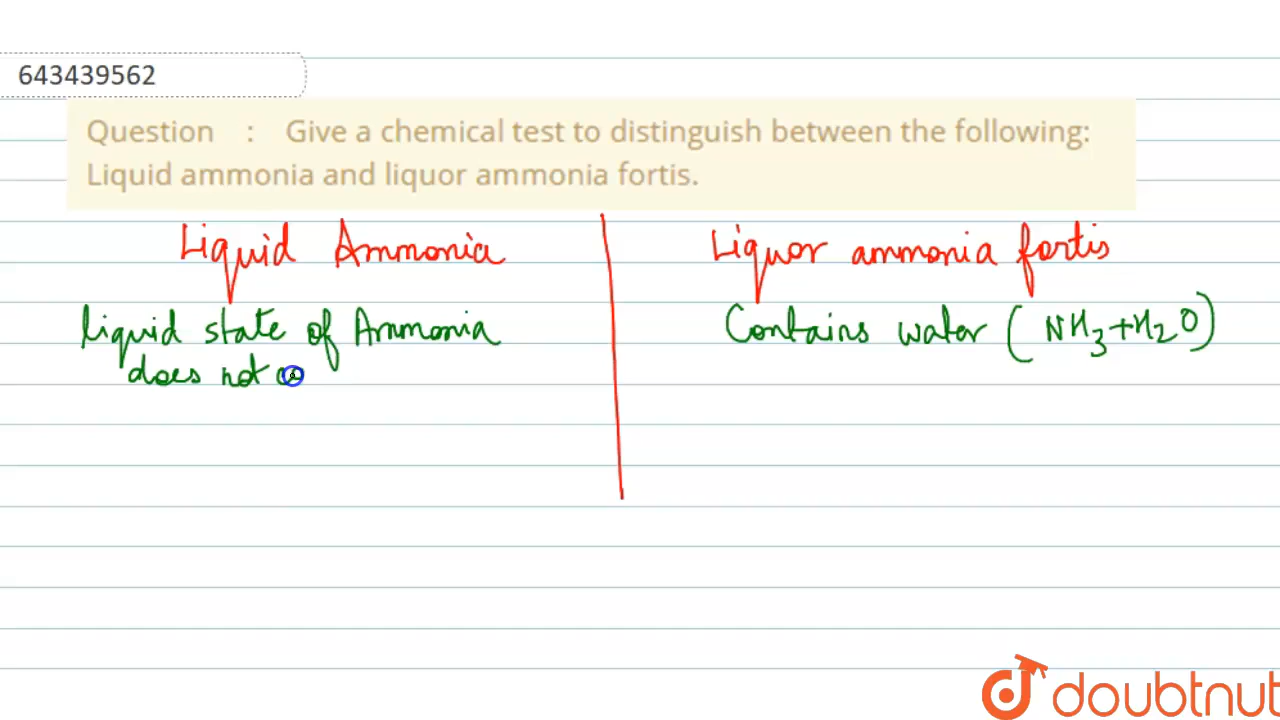 643439562
Question : Give a chemical test to distinguish between the following:
Liquid ammonia and liquor ammonia fortis.
Liquid Ammonia
Liquor ammonia fortis
liquid state of Ammonia
does not co
Contains water (NH₃+H₂O)
doubtnut